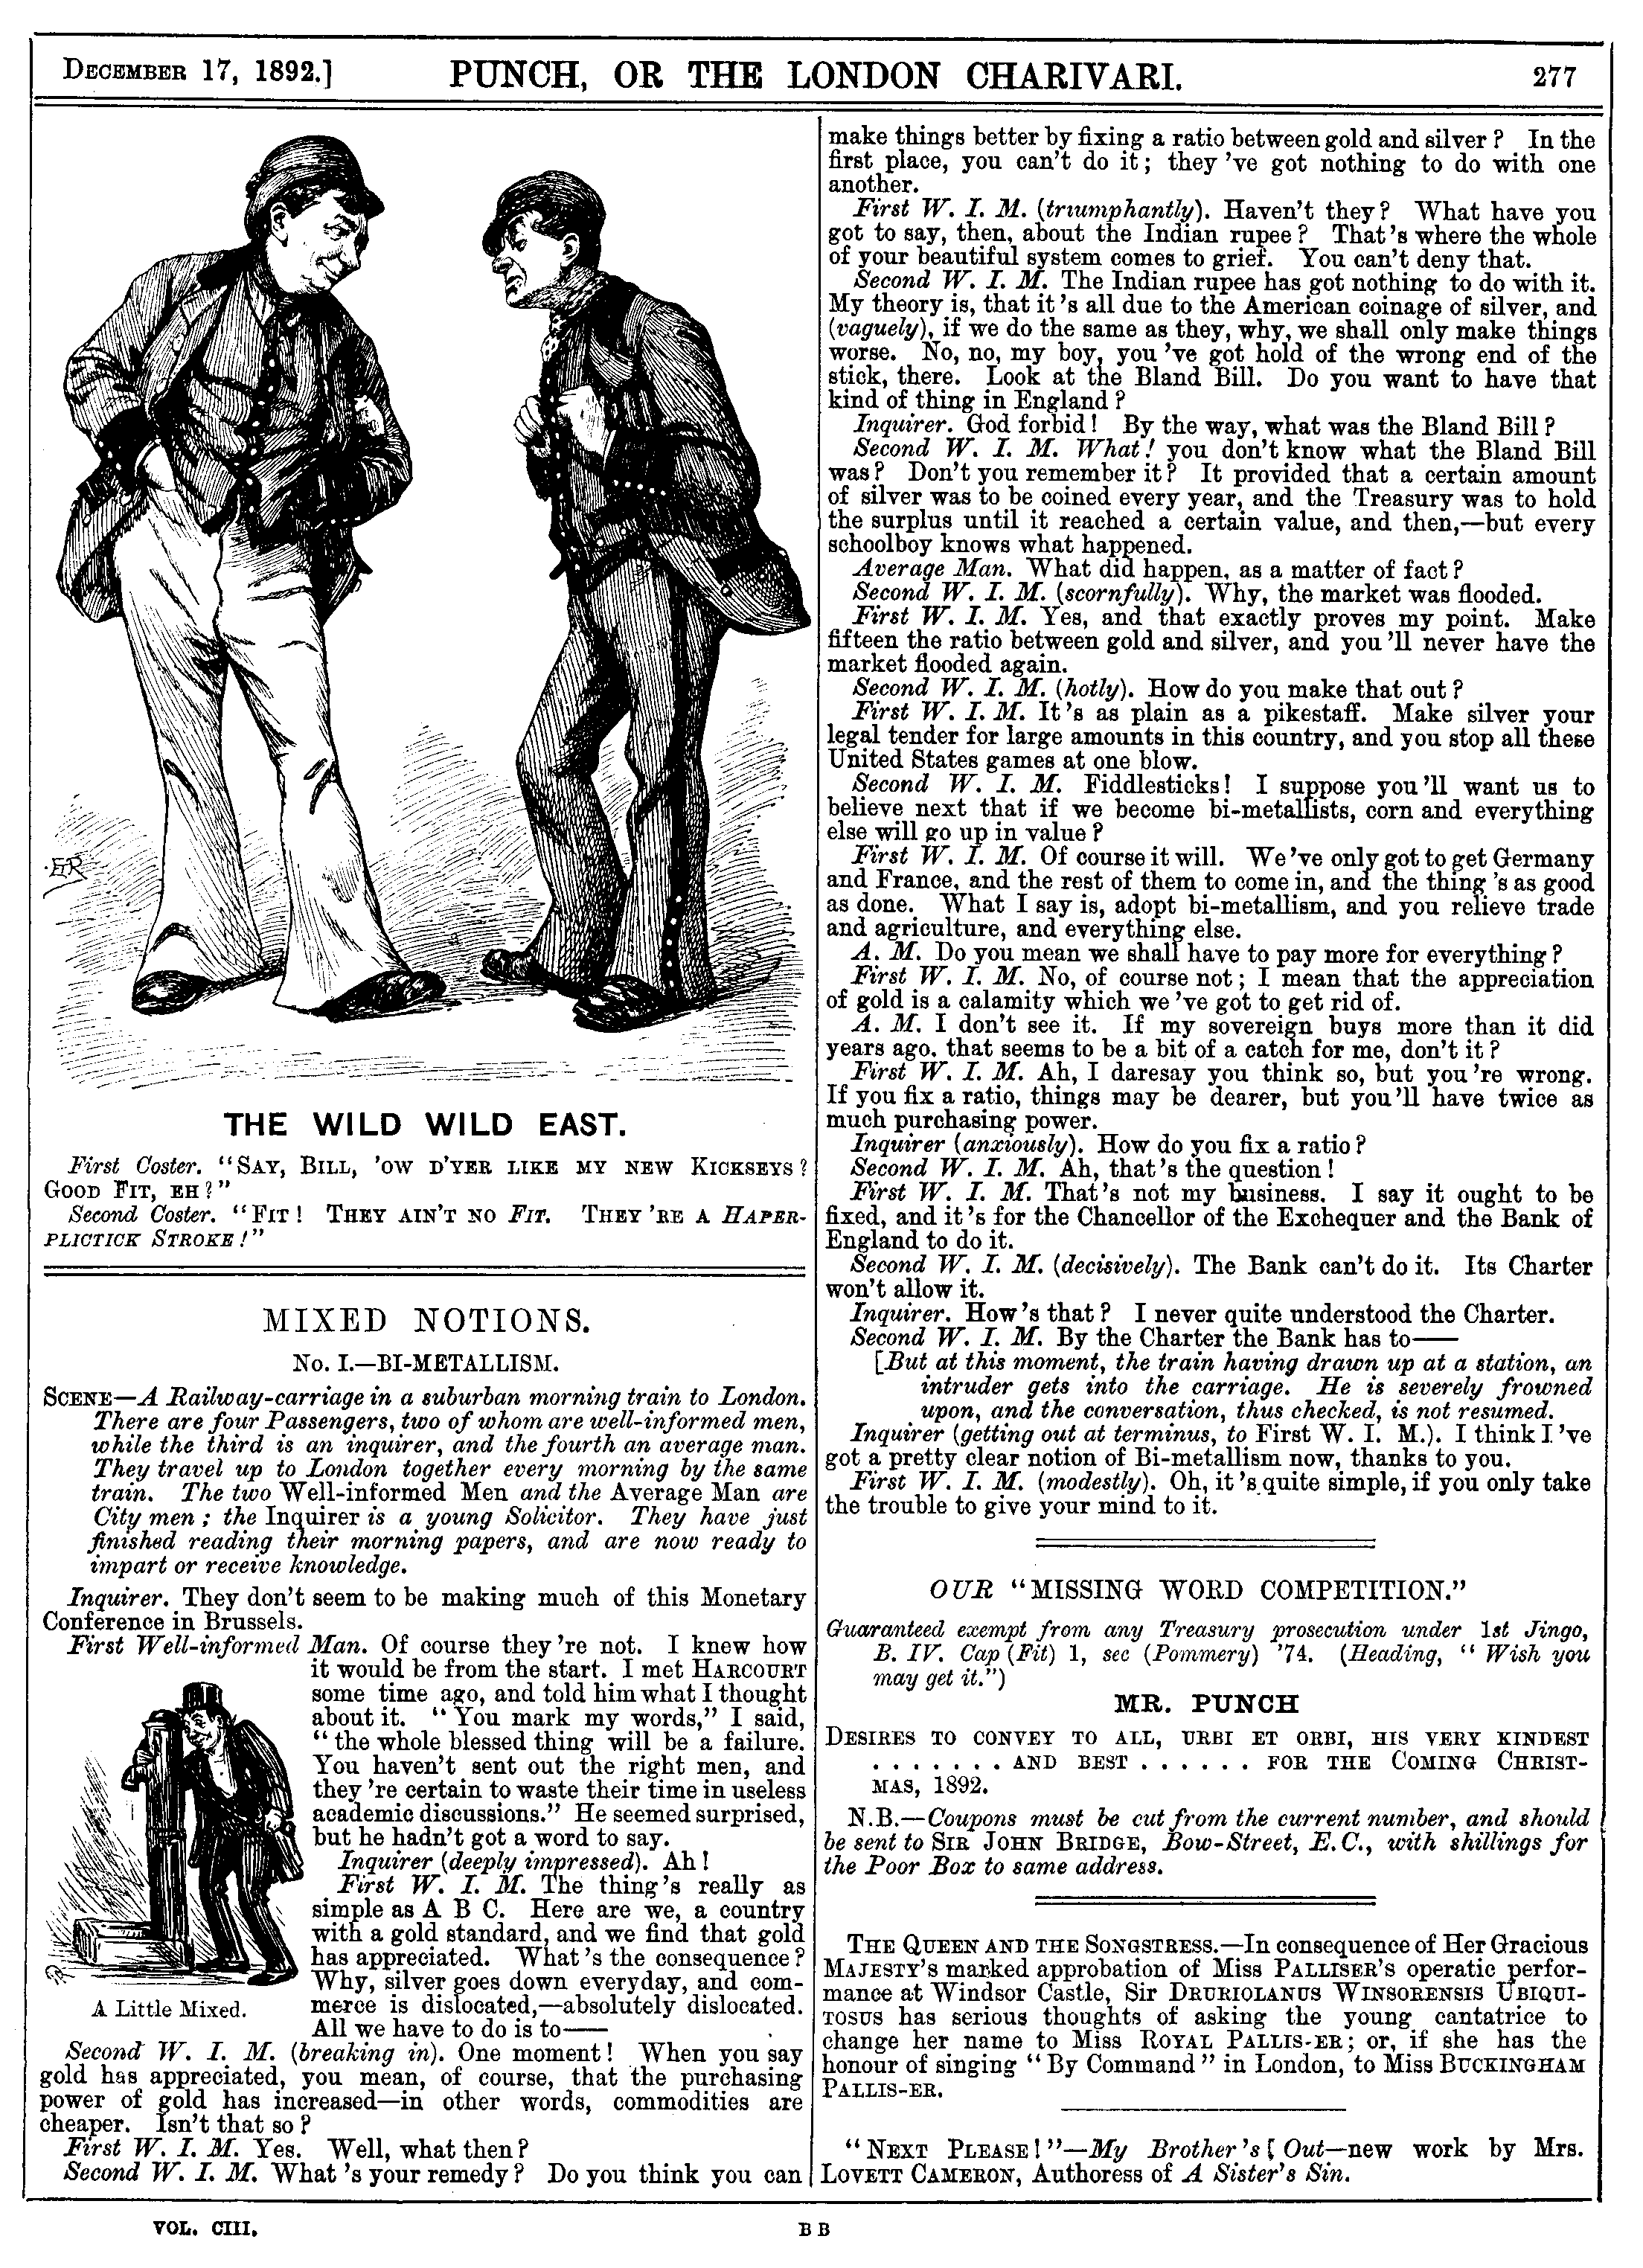 DECEMBER 17, 1892.]
PUNCH, OR THE LONDON CHARIVARI.
277
THE WILD WILD EAST.
First Coster. "SAY, BILL, 'OW D'YER LIKE MY NEW KICKSEYS?
GOOD FIT, EH?"
Second Coster. "FIT! THEY AIN'T NO FIT. THEY 'RE A HAPER-
PLICTICK STROKE!"
MIXED NOTIONS.
No. I.—BI-METALLISM.
SCENE—A Railway-carriage in a suburban morning train to London.
There are four Passengers, two of whom are well-informed men,
while the third is an inquirer, and the fourth an average man.
They travel up to London together every morning by the same
train. The two Well-informed Men and the Average Man are
City men; the Inquirer is a young Solicitor. They have just
finished reading their morning papers, and are now ready to
impart or receive knowledge.
Inquirer. They don't seem to be making much of this Monetary
Conference in Brussels.
First Well-informed Man. Of course they 're not. I knew how
it would be from the start. I met HARCOURT
some time ago, and told him what I thought
about it. "You mark my words," I said,
"the whole blessed thing will be a failure.
You haven't sent out the right men, and
they 're certain to waste their time in useless
academic discussions." He seemed surprised,
but he hadn't got a word to say.
Inquirer (deeply impressed). Ah!
First W. I. M. The thing's really as
simple as A B C. Here are we, a country
with a gold standard, and we find that gold
has appreciated. What 's the consequence?
Why, silver goes down everyday, and com-
merce is dislocated,—absolutely dislocated.
All we have to do is to——
A Little Mixed.
Second W. I. M. (breaking in). One moment! When you say
gold has appreciated, you mean, of course, that the purchasing
power of gold has increased—in other words, commodities are
cheaper. Isn't that so?
First W. I. M. Yes. Well, what then?
Second W. I. M. What 's your remedy? Do you think you can
make things better by fixing a ratio between gold and silver? In the
first place, you can't do it; they 've got nothing to do with one
another.
First W. I. M. (triumphantly). Haven't they? What have you
got to say, then, about the Indian rupee? That's where the whole
of your beautiful system comes to grief. You can't deny that.
Second W. I. M. The Indian rupee has got nothing to do with it.
My theory is, that it's all due to the American coinage of silver, and
(vaguely), if we do the same as they, why, we shall only make things
worse. No, no, my boy, you 've got hold of the wrong end of the
stick, there. Look at the Bland Bill. Do you want to have that
kind of thing in England?
Inquirer. God forbid! By the way, what was the Bland Bill?
Second W. I. M. What! you don't know what the Bland Bill
was? Don't you remember it? It provided that a certain amount
of silver was to be coined every year, and the Treasury was to hold
the surplus until it reached a certain value, and then,—but every
schoolboy knows what happened.
Average Man. What did happen, as a matter of fact?
Second W. I. M. (scornfully). Why, the market was flooded.
First W. I. M. Yes, and that exactly proves my point. Make
fifteen the ratio between gold and silver, and you 'll never have the
market flooded again.
Second W. I. M. (hotly). How do you make that out?
First W. I. M. It's as plain as a pikestaff. Make silver your
legal tender for large amounts in this country, and you stop all these
United States games at one blow.
Second W. I. M. Fiddlesticks! I suppose you'll want us to
believe next that if we become bi-metallists, corn and everything
else will go up in value?
First W. I. M. Of course it will. We 've only got to get Germany
and France, and the rest of them to come in, and the thing 's as good
as done. What I say is, adopt bi-metallism, and you relieve trade
and agriculture, and everything else.
A. M. Do you mean we shall have to pay more for everything?
First W. I. M. No, of course not; I mean that the appreciation
of gold is a calamity which we 've got to get rid of.
A. M. I don't see it. If my sovereign buys more than it did
years ago, that seems to be a bit of a catch for me, don't it?
First W. I. M. Ah, I daresay you think so, but you 're wrong.
If you fix a ratio, things may be dearer, but you'll have twice as
much purchasing power.
Inquirer (anxiously). How do you fix a ratio?
Second W. I. M. Ah, that's the question!
First W. I. M. That's not my business. I say it ought to be
fixed, and it's for the Chancellor of the Exchequer and the Bank of
England to do it.
Second W. I. M. (decisively). The Bank can't do it. Its Charter
won't allow it.
Inquirer. How's that? I never quite understood the Charter.
Second W. I. M. By the Charter the Bank has to——
[But at this moment, the train having drawn up at a station, an
intruder gets into the carriage. He is severely frowned
upon, and the conversation, thus checked, is not resumed.
Inquirer (getting out at terminus, to First W. I. M.). I think I 've
got a pretty clear notion of Bi-metallism now, thanks to you.
First W. I. M. (modestly). Oh, it's quite simple, if you only take
the trouble to give your mind to it.
OUR "MISSING WORD COMPETITION."
Guaranteed exempt from any Treasury prosecution under 1st Jingo,
B. IV. Cap (Fit) 1, sec (Pommery) '74. (Heading, "Wish you
may get it.")
MR. PUNCH
DESIRES TO CONVEY TO ALL, URBI ET ORBI, HIS VERY KINDEST
. . . . . . . AND BEST . . . . . . FOR THE COMING CHRIST-
MAS, 1892.
N.B.—Coupons must be cut from the current number, and should
be sent to SIR JOHN BRIDGE, Bow-Street, E.C., with shillings for
the Poor Box to same address.
THE QUEEN AND THE SONGSTRESS.—In consequence of Her Gracious
MAJESTY's marked approbation of Miss PALLISER's operatic perfor-
mance at Windsor Castle, Sir DRURIOLANUS WINSORENSIS UBIQUI-
TOSUS has serious thoughts of asking the young cantatrice to
change her name to Miss ROYAL PALLIS-ER; or, if she has the
honour of singing "By Command" in London, to Miss BUCKINGHAM
PALLIS-ER.
"NEXT PLEASE!"—My Brother's [ Out—new work by Mrs.
LOVETT CAMERON, Authoress of A Sister's Sin.
VOL. CIII.
B B